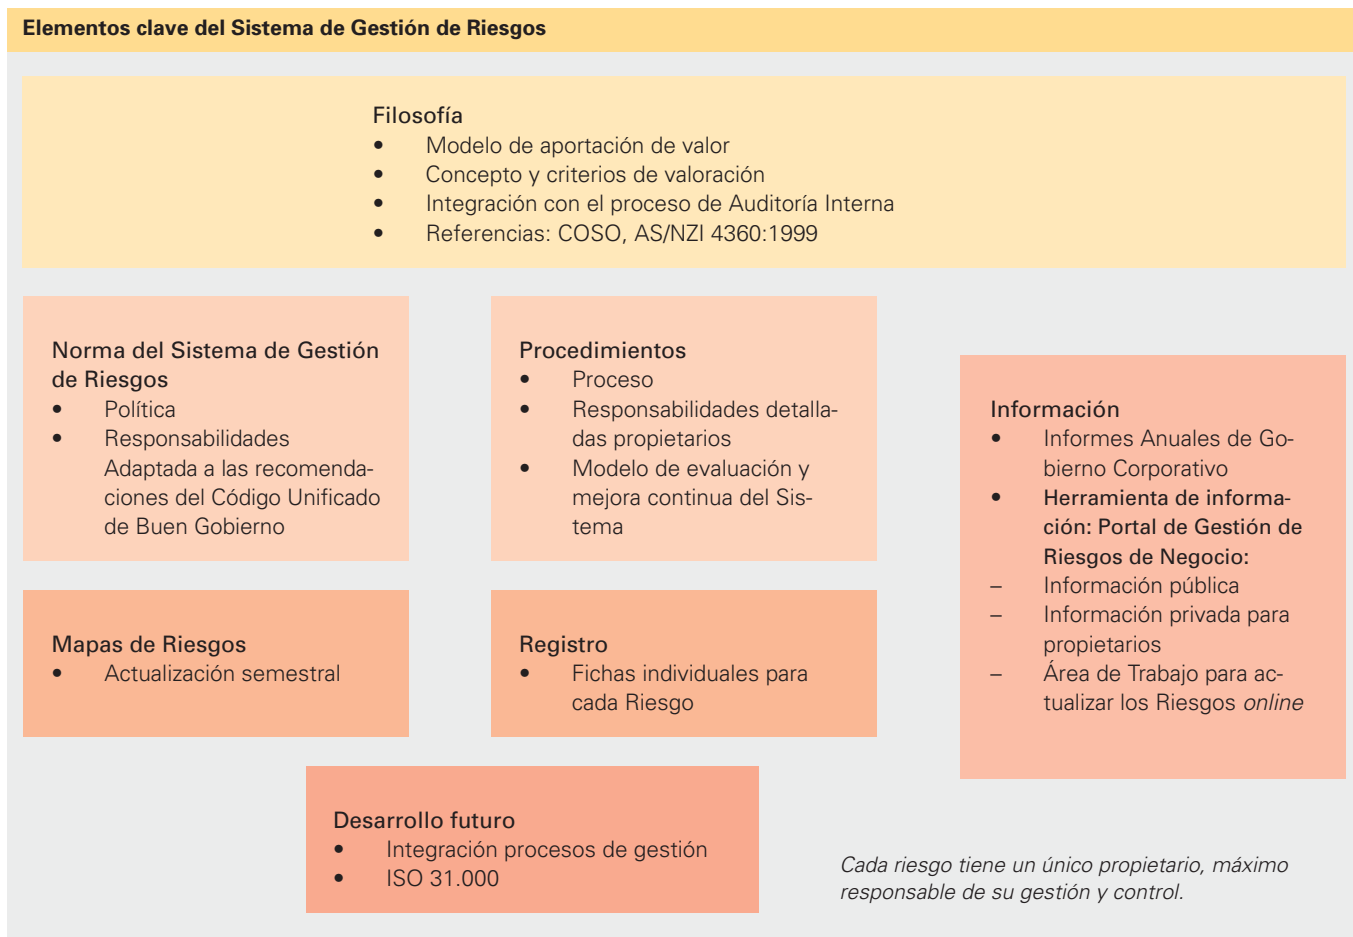 Elementos clave del Sistema de Gestión de Riesgos
Filosofía
• Modelo de aportación de valor
• Concepto y criterios de valoración
• Integración con el proceso de Auditoría Interna
• Referencias: COSO, AS/NZI 4360:1999
Norma del Sistema de Gestión
de Riesgos
• Política
• Responsabilidades
Adaptada a las recomenda-
ciones del Código Unificado
de Buen Gobierno
Procedimientos
• Proceso
• Responsabilidades detalla-
das propietarios
• Modelo de evaluación y
mejora continua del Sis-
tema
Información
• Informes Anuales de Go-
bierno Corporativo
• Herramienta de informa-
ción: Portal de Gestión de
Riesgos de Negocio:
– Información pública
– Información privada para
propietarios
– Área de Trabajo para ac-
tualizar los Riesgos online
Mapas de Riesgos
• Actualización semestral
Registro
• Fichas individuales para
cada Riesgo
Desarrollo futuro
• Integración procesos de gestión
• ISO 31.000
Cada riesgo tiene un único propietario, máximo
responsable de su gestión y control.